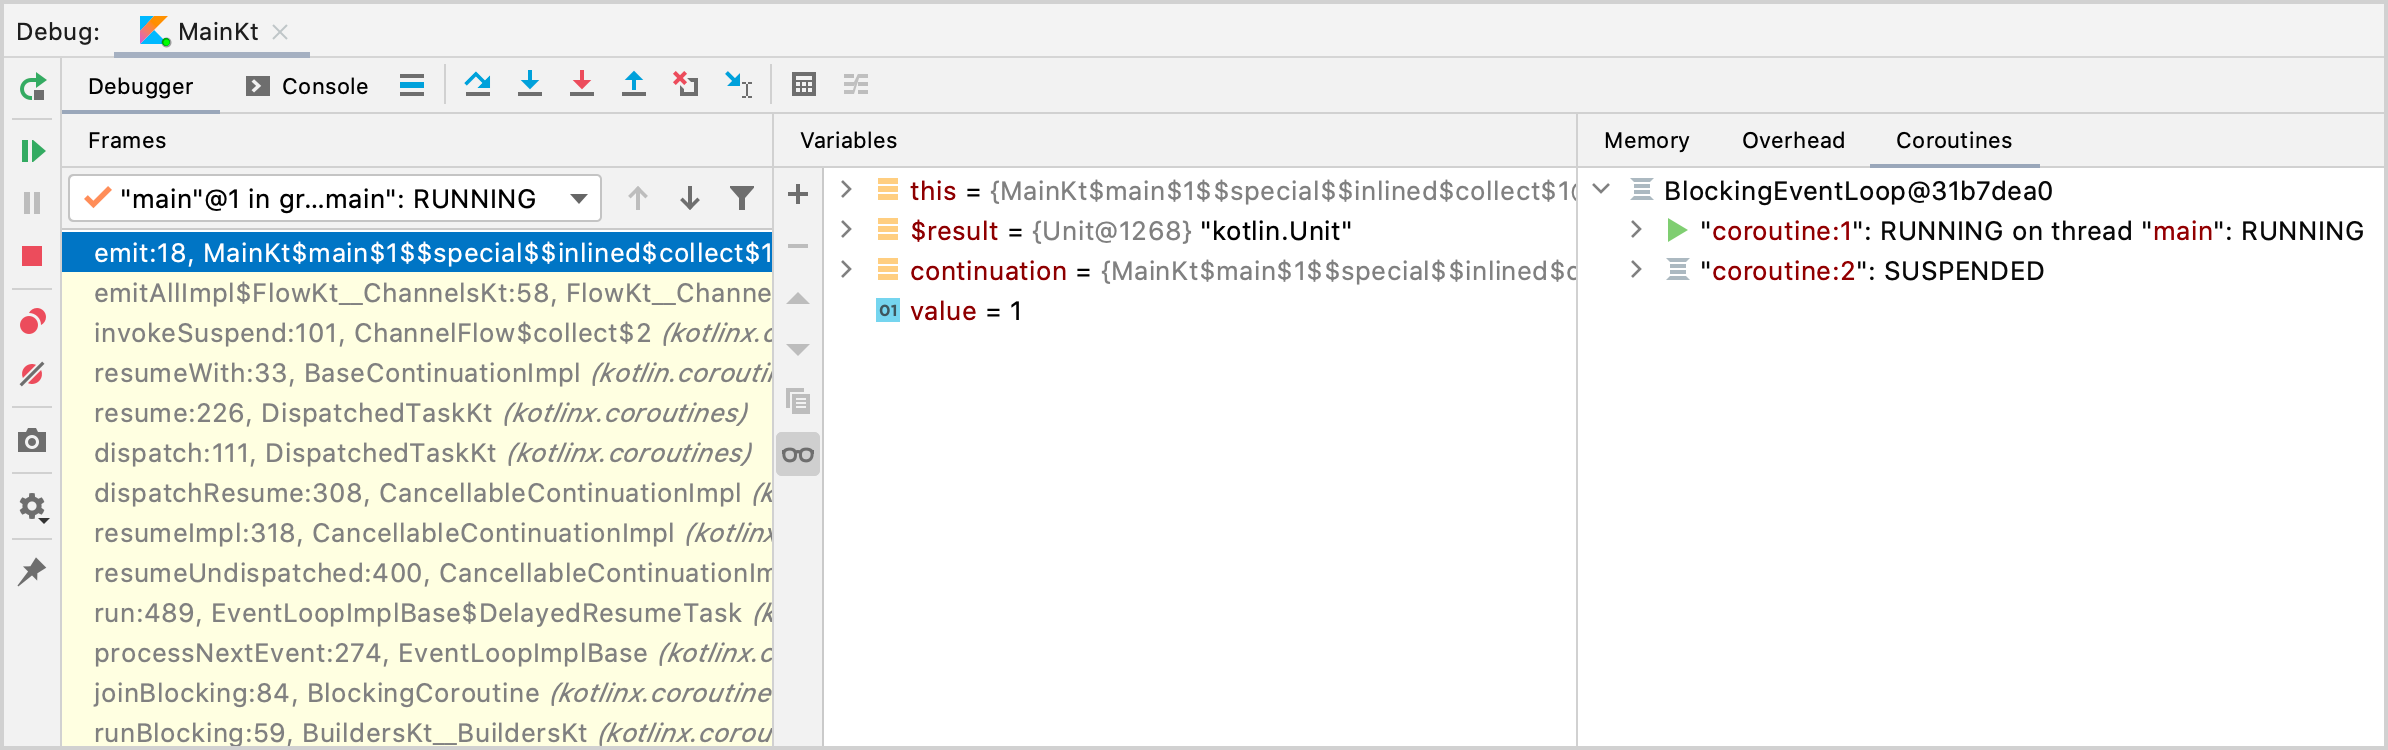 Debug: MainKt
Debugger Console
Frames
"main"@1 in gr...main": RUNNING
emit:18, MainKt$main$1$$special$$inlined$collect$1
emitAllImpl$FlowKt__ChannelsKt:58, FlowKt__Channe
invokeSuspend:101, ChannelFlow$collect$2 (kotlinx.c
resumeWith:33, BaseContinuationImpl (kotlin.corouti
resume:226, DispatchedTaskKt (kotlinx.coroutines)
dispatch:111, DispatchedTaskKt (kotlinx.coroutines)
dispatchResume:308, CancellableContinuationImpl (k
resumeImpl:318, CancellableContinuationImpl (kotlinx
resumeUndispatched:400, CancellableContinuationIm
run:489, EventLoopImplBase$DelayedResumeTask (k
processNextEvent:274, EventLoopImplBase (kotlinx.c
joinBlocking:84, BlockingCoroutine (kotlinx.coroutine
runBlocking:59, BuildersKt__BuildersKt (kotlinx.corou
Variables
this = {MainKt$main$1$$special$$inlined$collect$1@
$result = {Unit@1268} "kotlin.Unit"
continuation = {MainKt$main$1$$special$$inlined$c
01 value = 1
Memory Overhead Coroutines
BlockingEventLoop@31b7dea0
"coroutine:1": RUNNING on thread "main": RUNNING
"coroutine:2": SUSPENDED